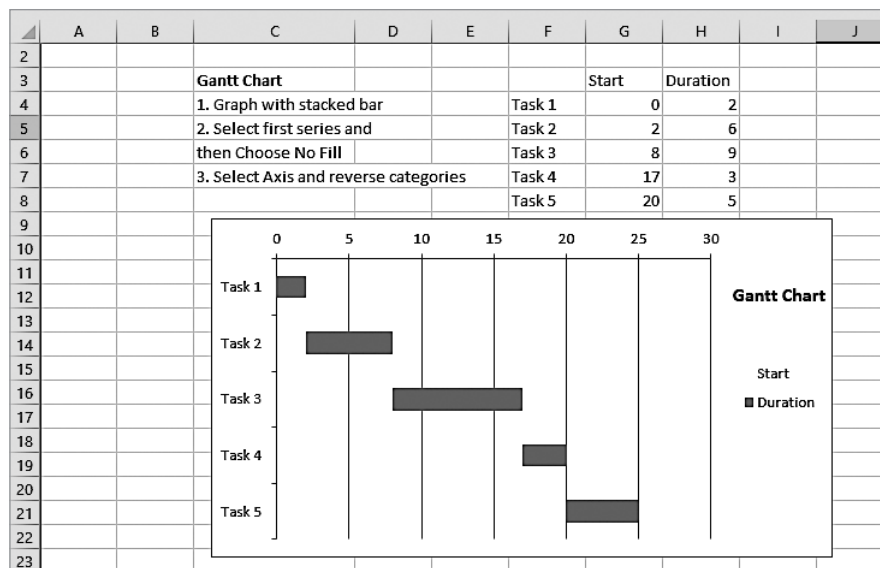 A B C D E F G H I J
2
3 Gantt Chart Start Duration
4 1. Graph with stacked bar Task 1 0 2
5 2. Select first series and Task 2 2 6
6 then Choose No Fill Task 3 8 9
7 3. Select Axis and reverse categories Task 4 17 3
8 Task 5 20 5
9
10 0 5 10 15 20 25 30
11
12 Task 1 Gantt Chart
13
14 Task 2
15 Start
16 Task 3 Duration
17
18
19 Task 4
20
21 Task 5
22
23